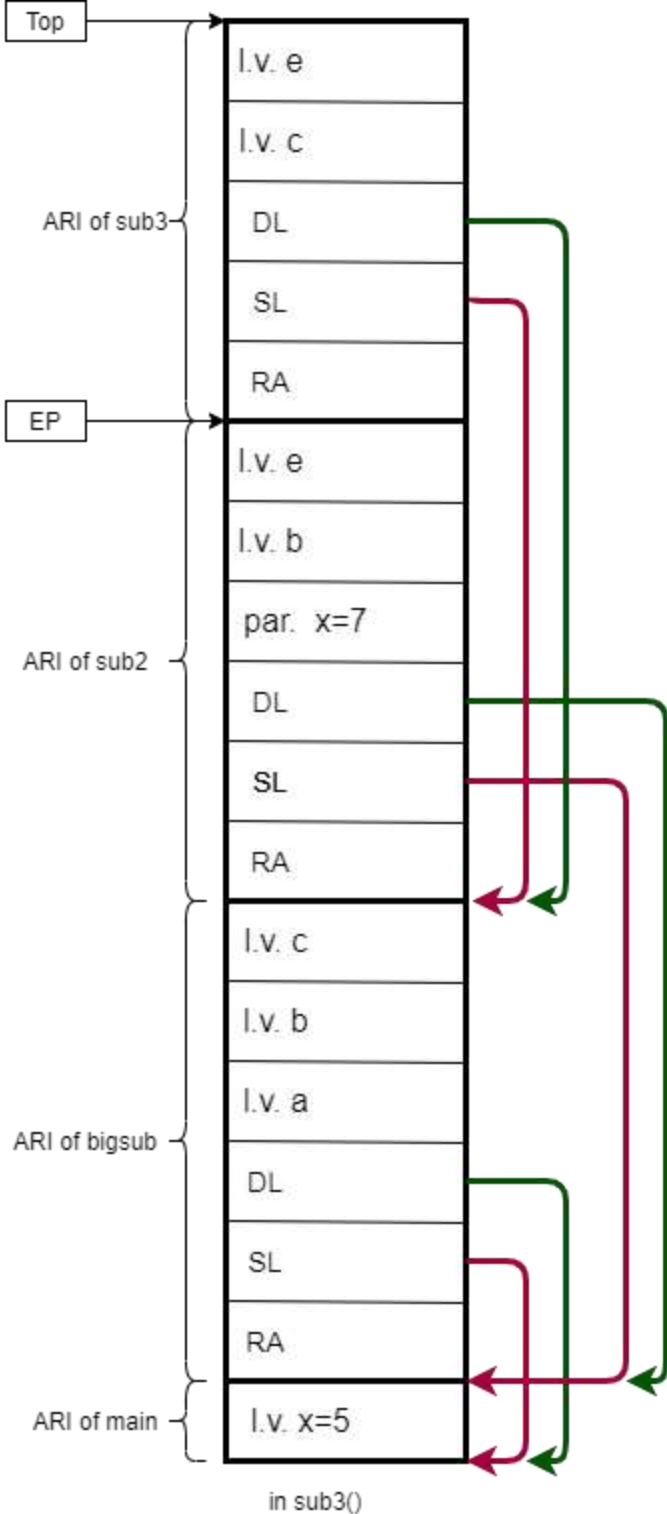 Top
l.v. e
l.v. c
ARI of sub3
DL
SL
RA
EP
l.v. e
l.v. b
par. x=7
ARI of sub2
DL
SL
RA
l.v. c
l.v. b
l.v. a
ARI of bigsub
DL
SL
RA
ARI of main
l.v. x=5
in sub3()